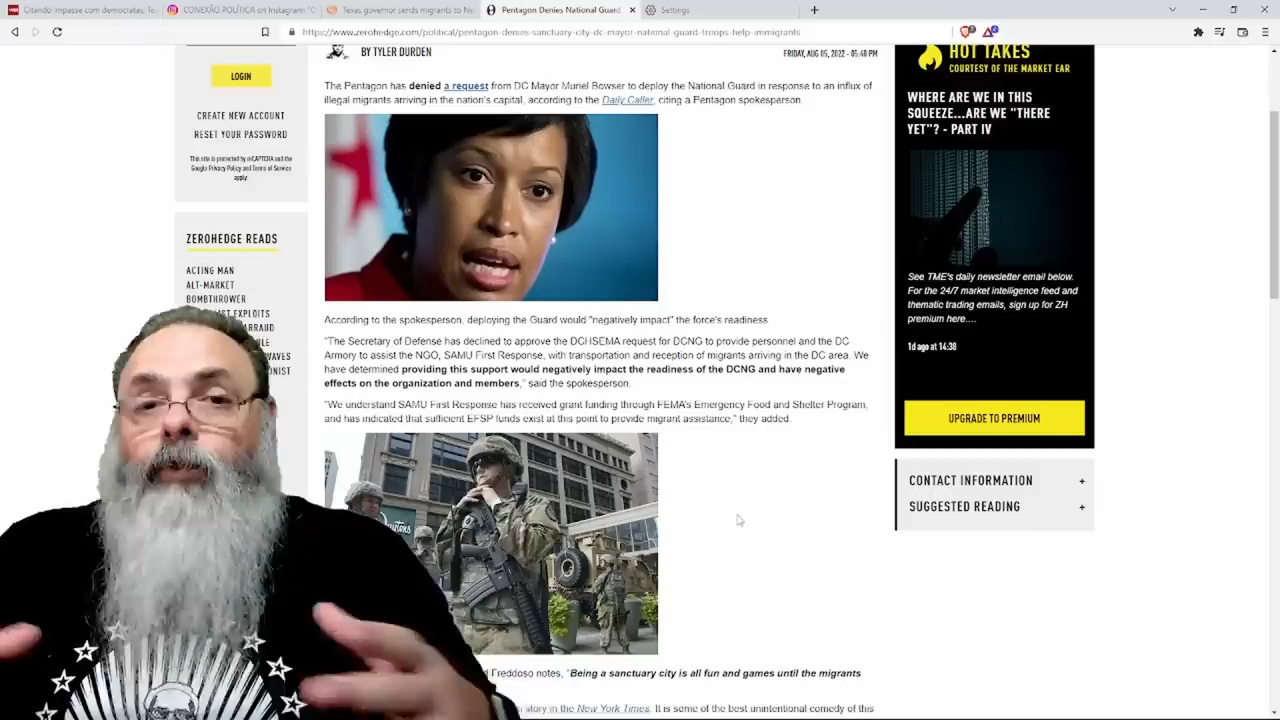 Citando impasse com democratas, Te
CONEXÃO POLÍTICA on Instagram: "
Texas governor sends migrants to Ne
Pentagon Denies National Guard
Settings
https://www.zerohedge.com/political/pentagon-denies-sanctuary-city-dc-mayor-national-guard-troops-help-immigrants
LOGIN
CREATE NEW ACCOUNT
RESET YOUR PASSWORD
This site is protected by reCAPTCHA and the
Google Privacy Policy and Terms of Service
apply.
ZEROHEDGE READS
ACTING MAN
ALT-MARKET
BOMBTHROWER
IST EXPLOITS
ARRAUD
BLE
WAVES
ONIST
BY TYLER DURDEN
FRIDAY, AUG 05, 2022 - 05:40 PM
The Pentagon has denied a request from DC Mayor Muriel Bowser to deploy the National Guard in response to an influx of
illegal migrants arriving in the nation's capital, according to the Daily Caller, citing a Pentagon spokesperson.
According to the spokesperson, deploying the Guard would "negatively impact" the force's readiness.
"The Secretary of Defense has declined to approve the DCHSEMA request for DCNG to provide personnel and the DC
Armory to assist the NGO, SAMU First Response, with transportation and reception of migrants arriving in the DC area. We
have determined providing this support would negatively impact the readiness of the DCNG and have negative
effects on the organization and members," said the spokesperson.
"We understand SAMU First Response has received grant funding through FEMA's Emergency Food and Shelter Program,
and has indicated that sufficient EFSP funds exist at this point to provide migrant assistance," they added.
d Freddoso notes, "Being a sanctuary city is all fun and games until the migrants
story in the New York Times. It is some of the best unintentional comedy of this
HOT TAKES
COURTESY OF THE MARKET EAR
WHERE ARE WE IN THIS
SQUEEZE...ARE WE "THERE
YET"? - PART IV
See TME's daily newsletter email below.
For the 24/7 market intelligence feed and
thematic trading emails, sign up for ZH
premium here....
1d ago at 14:38
UPGRADE TO PREMIUM
CONTACT INFORMATION +
SUGGESTED READING +